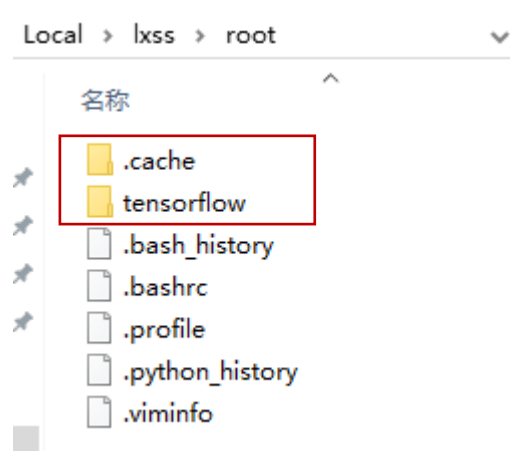 Local > lxss > root
名称
.cache
tensorflow
.bash_history
.bashrc
.profile
.python_history
.viminfo